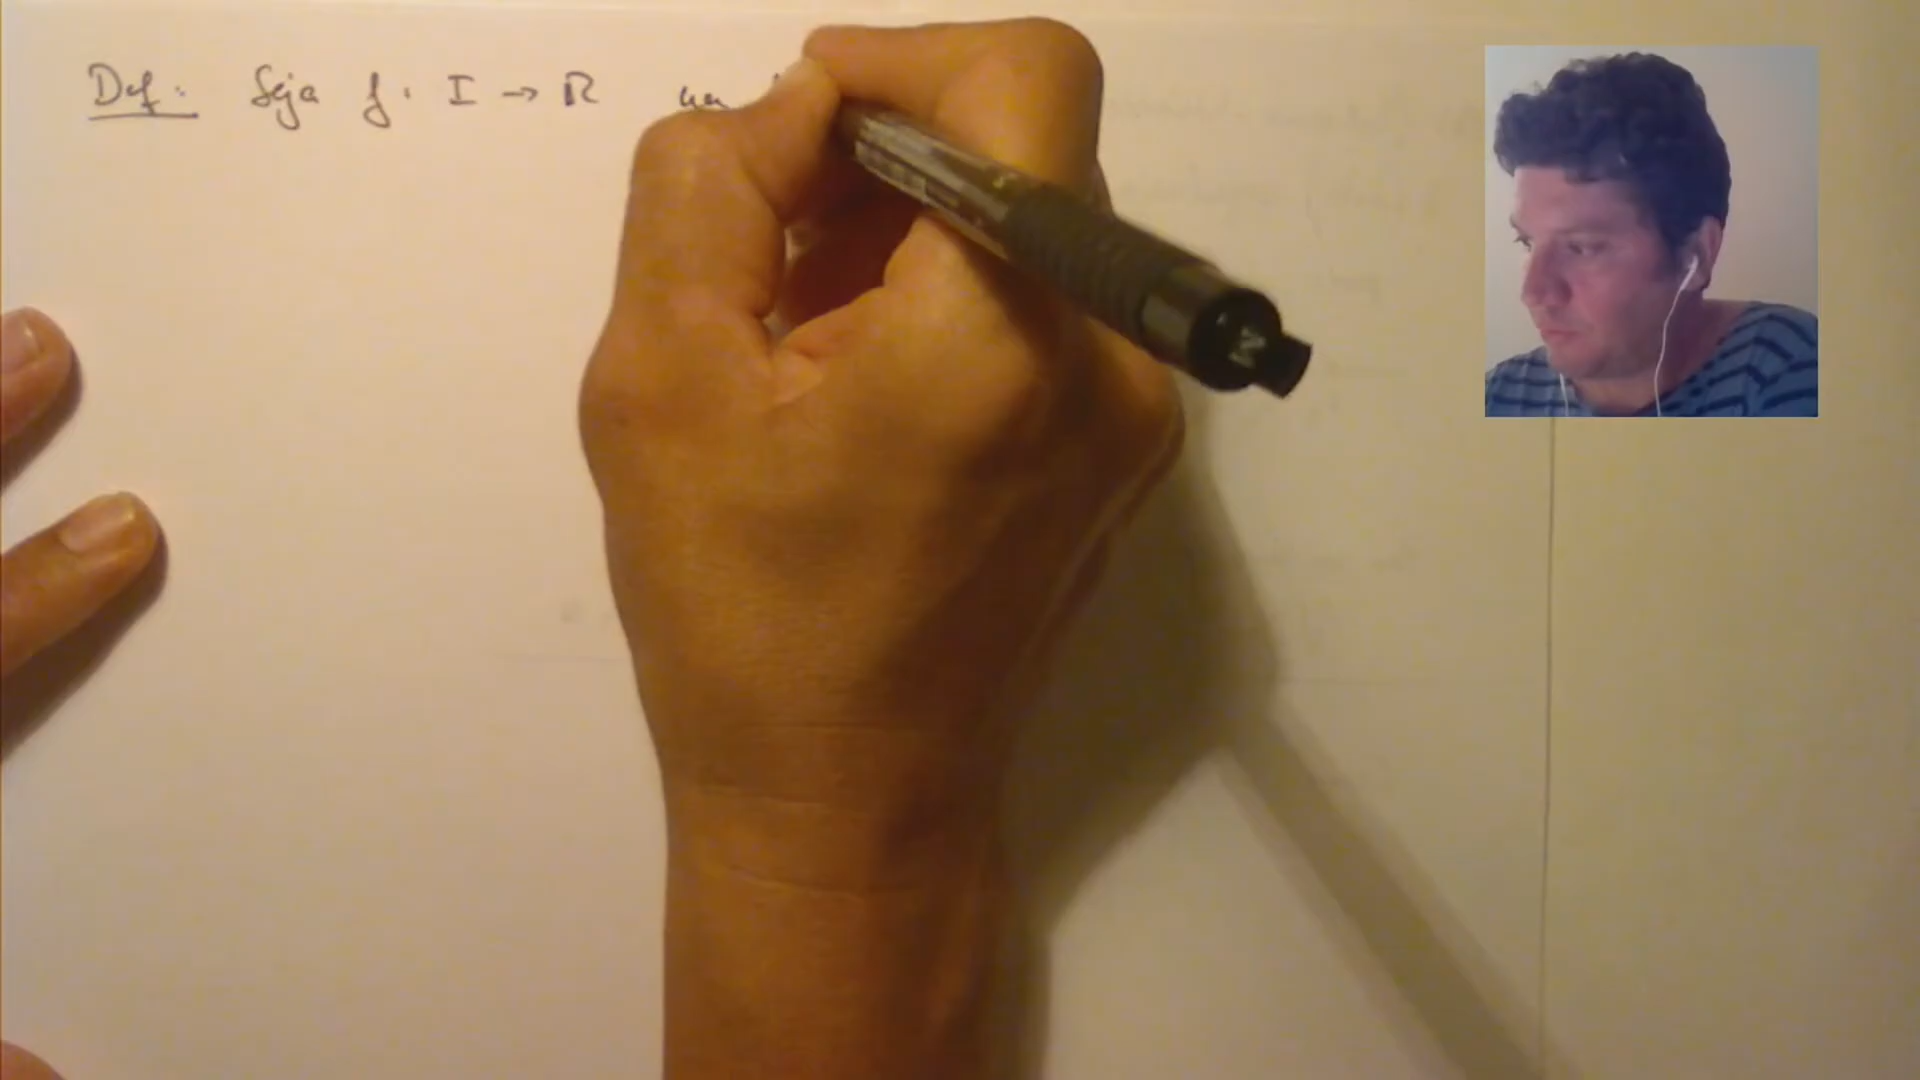 Def: Seja f: I → R